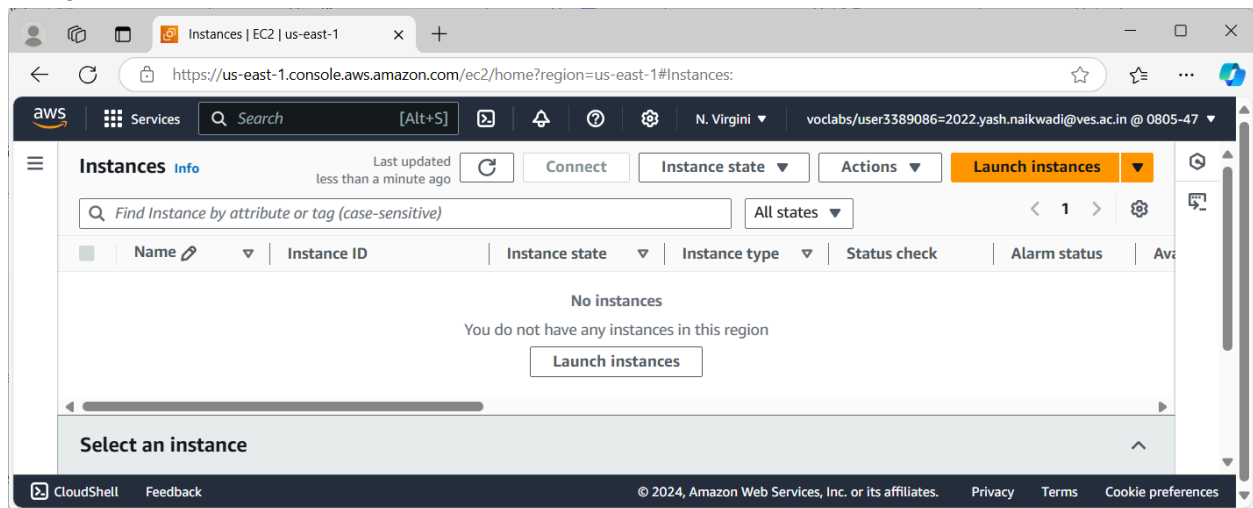 Instances | EC2 | us-east-1
https://us-east-1.console.aws.amazon.com/ec2/home?region=us-east-1#Instances:
aws Services Search [Alt+S] N. Virgini voclabs/user3389086=2022.yash.naikwadi@ves.ac.in @ 0805-47
Instances Info Last updated less than a minute ago Connect Instance state Actions Launch instances
Find Instance by attribute or tag (case-sensitive) All states 1
Name Instance ID Instance state Instance type Status check Alarm status Ava
No instances
You do not have any instances in this region
Launch instances
Select an instance
CloudShell Feedback © 2024, Amazon Web Services, Inc. or its affiliates. Privacy Terms Cookie preferences